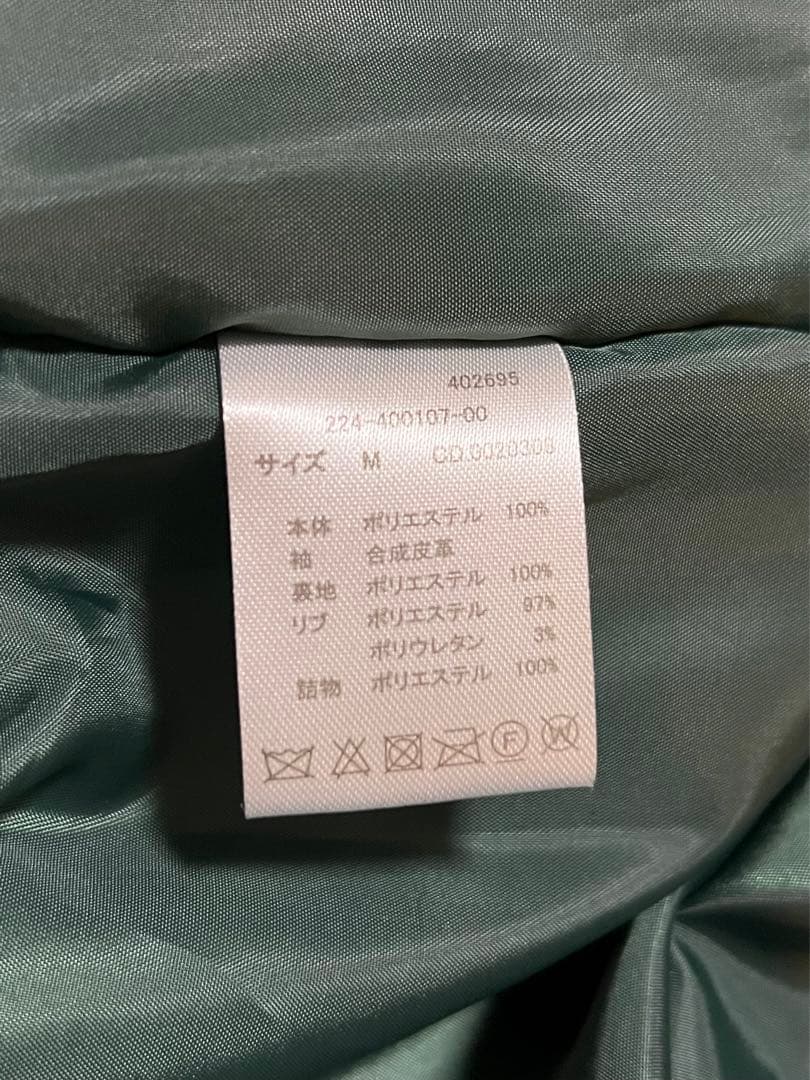 402695
224-400107-00
サイズ M CD.0020308
本体 ポリエステル 100%
袖 合成皮革
裏地 ポリエステル 100%
リブ ポリエステル 97%
ポリウレタン 3%
詰物 ポリエステル 100%
F W